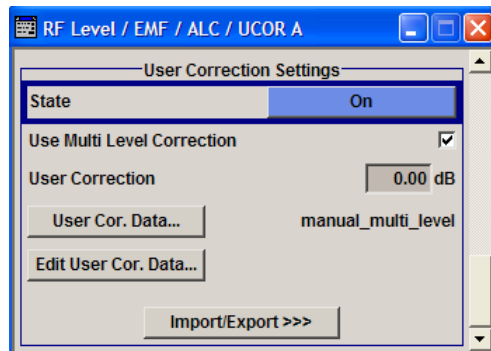 RF Level / EMF / ALC / UCOR A
User Correction Settings
State On
Use Multi Level Correction
User Correction 0.00 dB
User Cor. Data... manual_multi_level
Edit User Cor. Data...
Import/Export >>>